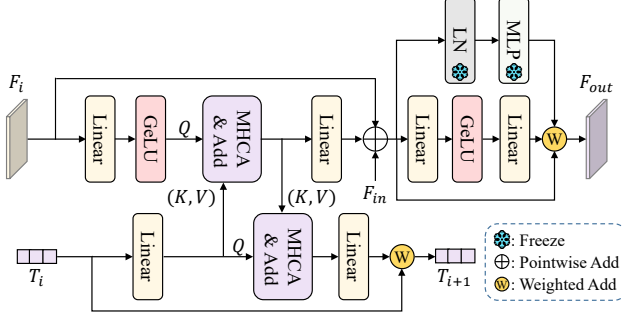 LN
MLP
F_i
F_out
Linear
GeLU
Q
MHCA
& Add
Linear
Linear
GeLU
Linear
W
(K, V)
(K, V)
F_in
Linear
Q
MHCA
& Add
Linear
W
T_i
T_{i+1}
: Freeze
: Pointwise Add
W : Weighted Add